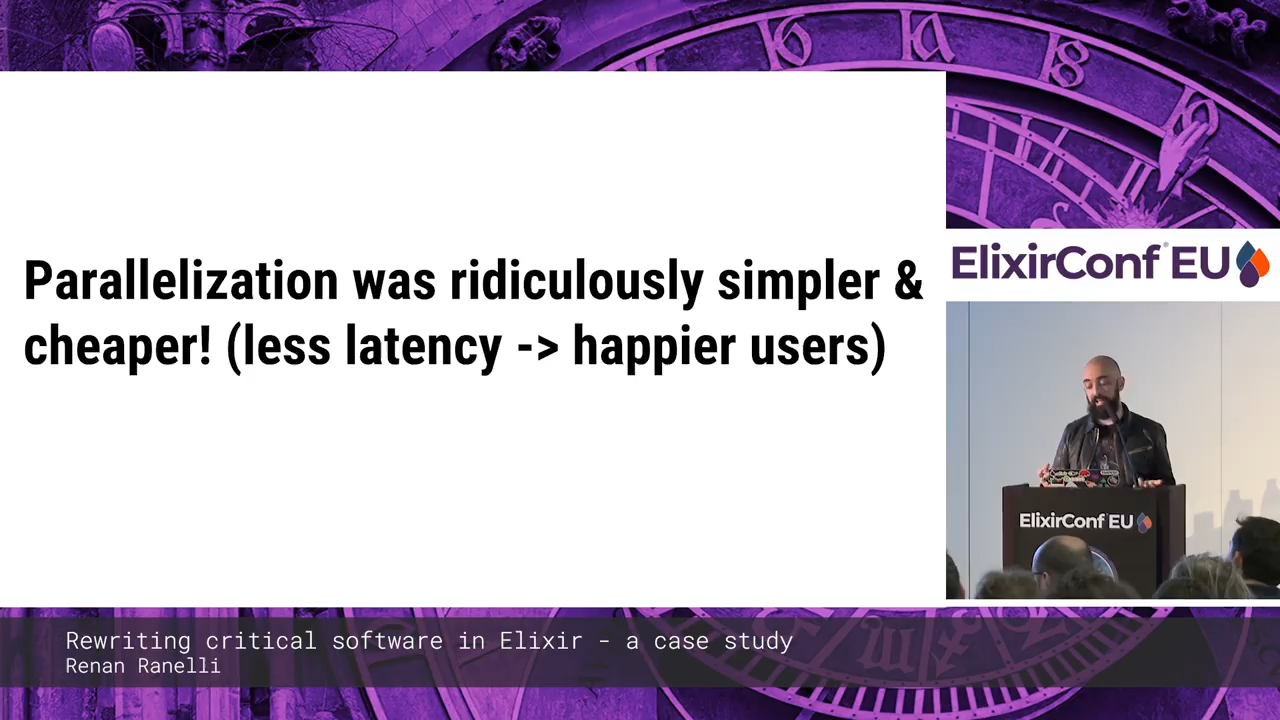 Parallelization was ridiculously simpler &
cheaper! (less latency -> happier users)
ElixirConf® EU
ElixirConf EU
Rewriting critical software in Elixir - a case study
Renan Ranelli